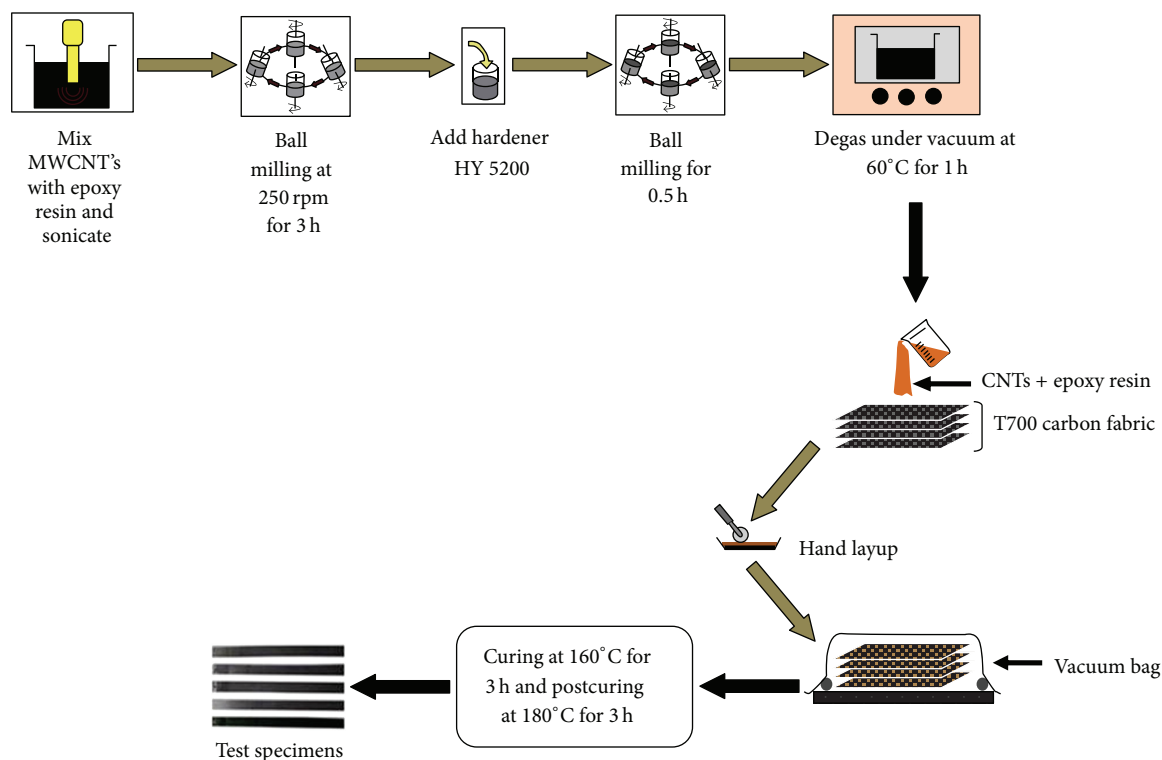 Mix
MWCNT's
with epoxy
resin and
sonicate
Ball
milling at
250 rpm
for 3 h
Add hardener
HY 5200
Ball
milling for
0.5 h
Degas under vacuum at
60°C for 1 h
CNTs + epoxy resin
T700 carbon fabric
Hand layup
Vacuum bag
Curing at 160°C for
3 h and postcuring
at 180°C for 3 h
Test specimens